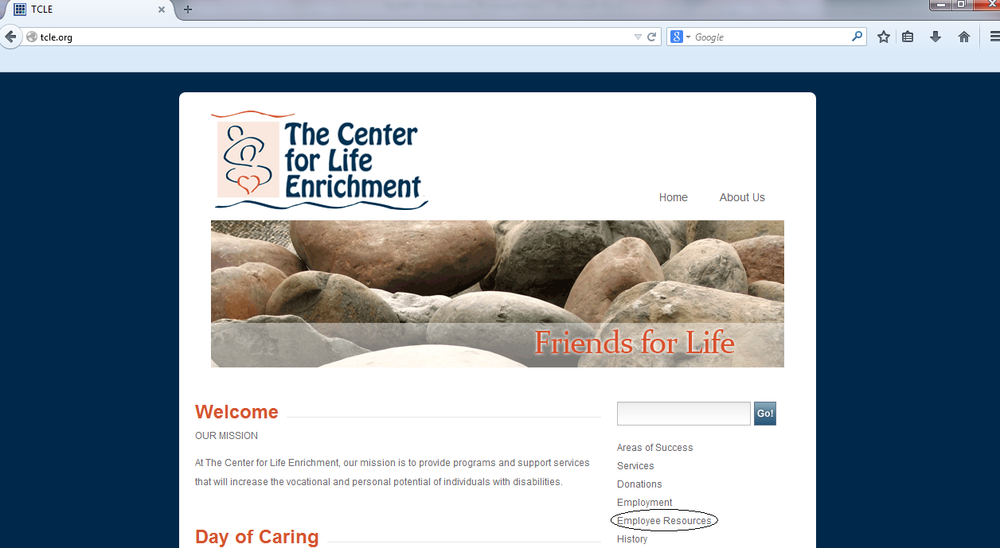 TCLE
tcle.org
Google
The Center
for Life
Enrichment
Home
About Us
Friends for Life
Welcome
OUR MISSION
At The Center for Life Enrichment, our mission is to provide programs and support services
that will increase the vocational and personal potential of individuals with disabilities.
Day of Caring
Go!
Areas of Success
Services
Donations
Employment
Employee Resources
History